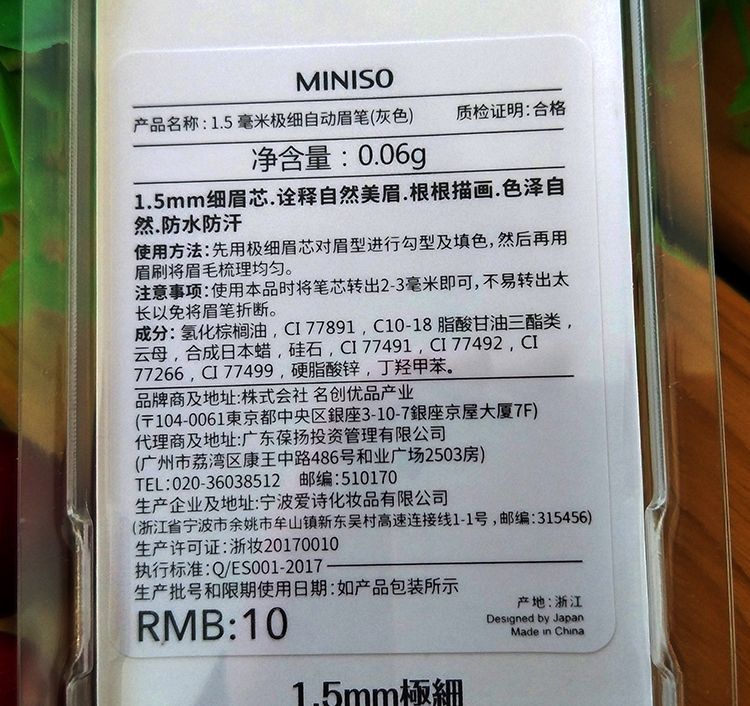 MINISO
产品名称：1.5 毫米极细自动眉笔(灰色) 质检证明：合格
净含量：0.06g
1.5mm细眉芯.诠释自然美眉.根根描画.色泽自
然.防水防汗
使用方法：先用极细眉芯对眉型进行勾型及填色，然后再用
眉刷将眉毛梳理均匀。
注意事项：使用本品时将笔芯转出2-3毫米即可，不易转出太
长以免将眉笔折断。
成分：氢化棕榈油，CI 77891，C10-18 脂酸甘油三酯类，
云母，合成日本蜡，硅石，CI 77491，CI 77492，CI
77266，CI 77499，硬脂酸锌，丁羟甲苯。
品牌商及地址:株式会社 名创优品产业
(〒104-0061東京都中央区銀座3-10-7銀座京屋大厦7F)
代理商及地址:广东葆扬投资管理有限公司
(广州市荔湾区康王中路486号和业广场2503房)
TEL:020-36038512 邮编:510170
生产企业及地址:宁波爱诗化妆品有限公司
(浙江省宁波市余姚市牟山镇新东吴村高速连接线1-1号，邮编:315456)
生产许可证:浙妆20170010
执行标准:Q/ES001-2017
生产批号和限期使用日期:如产品包装所示
RMB:10
产地:浙江
Designed by Japan
Made in China
1.5mm極細